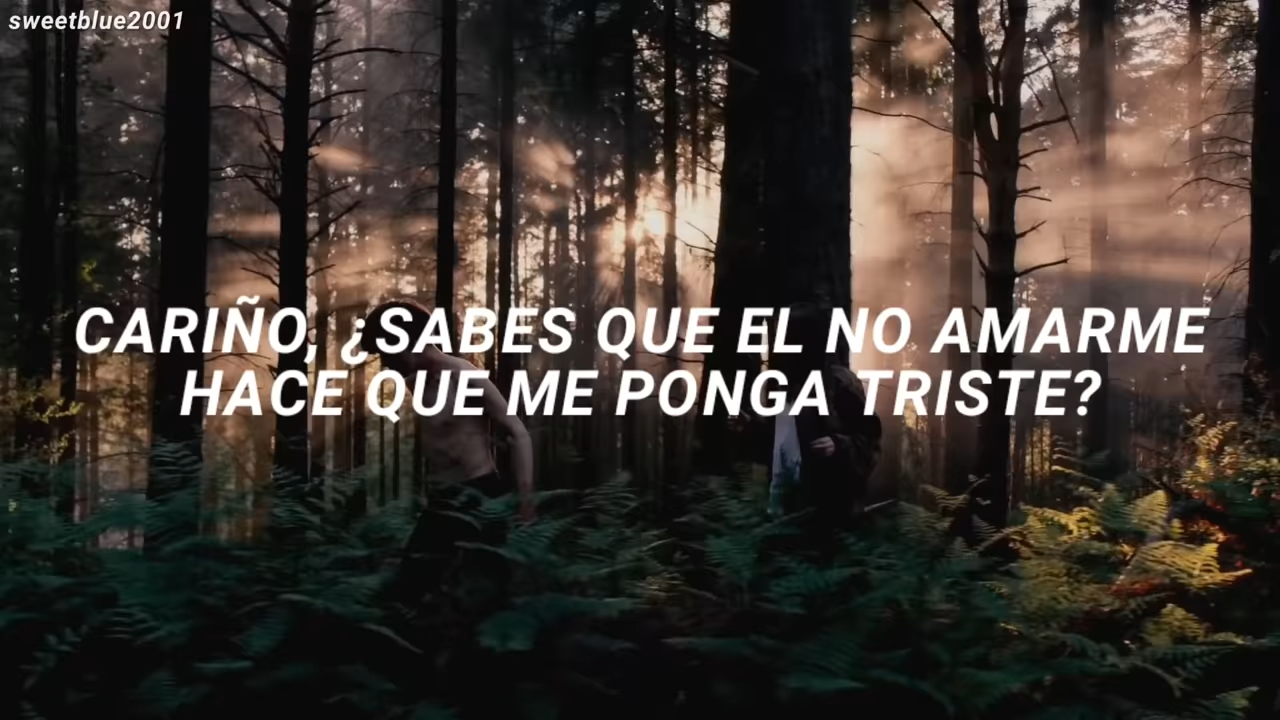 sweetblue2001
CARIÑO, ¿SABES QUE EL NO AMARME
HACE QUE ME PONGA TRISTE?